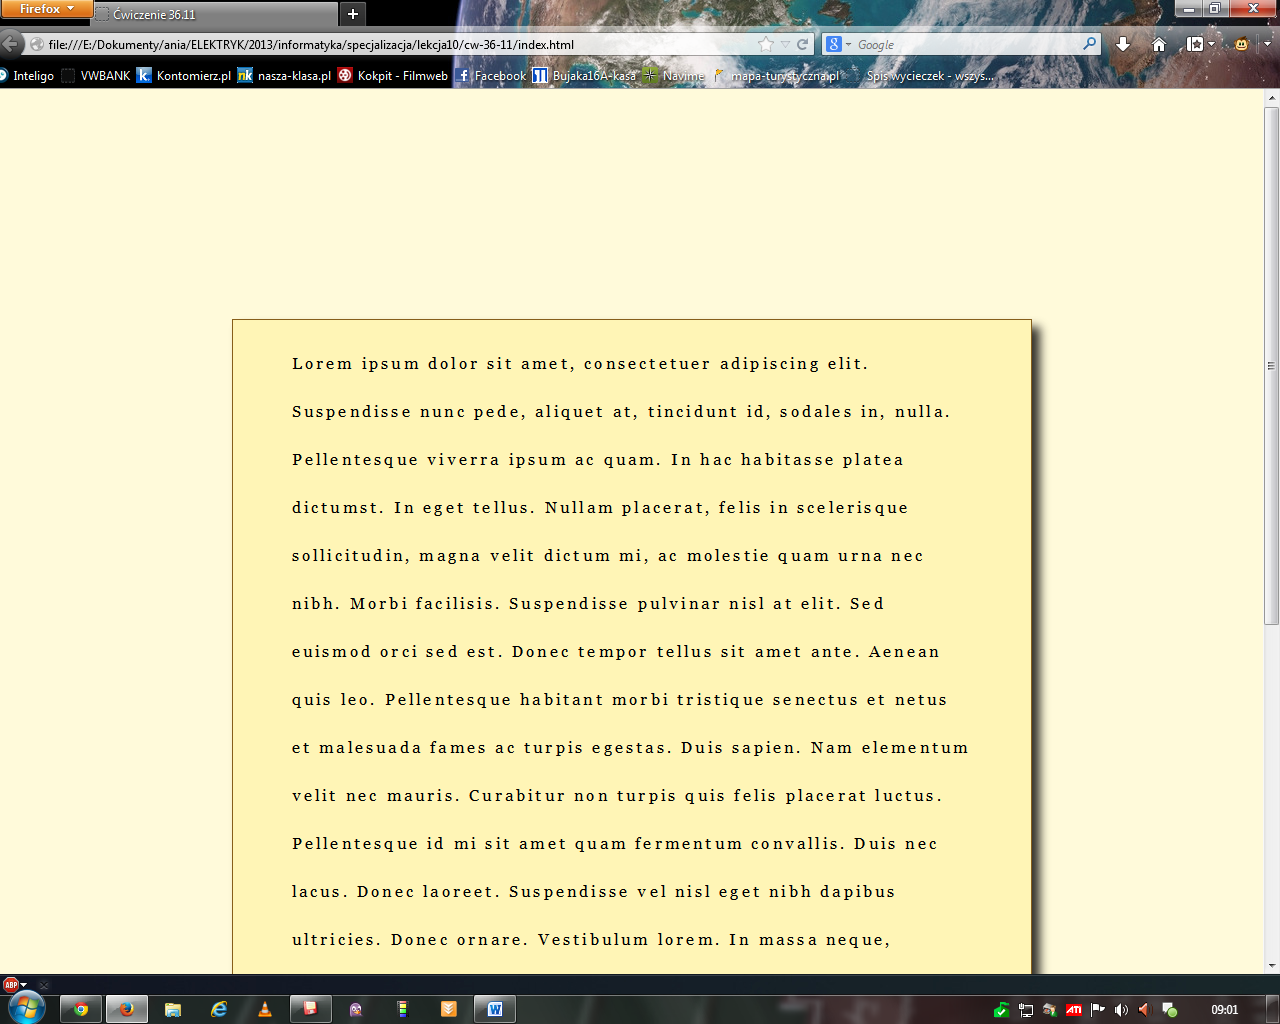 Firefox
Ćwiczenie 36.11
file:///E:/Dokumenty/ania/ELEKTRYK/2013/informatyka/specjalizacja/lekcja10/cw-36-11/index.html
Google
Inteligo VWBANK Kontomierz.pl nasza-klasa.pl Kokpit - Filmweb Facebook Bujaka16A-kasa Navime mapa-turystyczna.pl Spis wycieczek - wszys...
Lorem ipsum dolor sit amet, consectetuer adipiscing elit.
Suspendisse nunc pede, aliquet at, tincidunt id, sodales in, nulla.
Pellentesque viverra ipsum ac quam. In hac habitasse platea
dictumst. In eget tellus. Nullam placerat, felis in scelerisque
sollicitudin, magna velit dictum mi, ac molestie quam urna nec
nibh. Morbi facilisis. Suspendisse pulvinar nisl at elit. Sed
euismod orci sed est. Donec tempor tellus sit amet ante. Aenean
quis leo. Pellentesque habitant morbi tristique senectus et netus
et malesuada fames ac turpis egestas. Duis sapien. Nam elementum
velit nec mauris. Curabitur non turpis quis felis placerat luctus.
Pellentesque id mi sit amet quam fermentum convallis. Duis nec
lacus. Donec laoreet. Suspendisse vel nisl eget nibh dapibus
ultricies. Donec ornare. Vestibulum lorem. In massa neque,
ABP
ATI
09:01